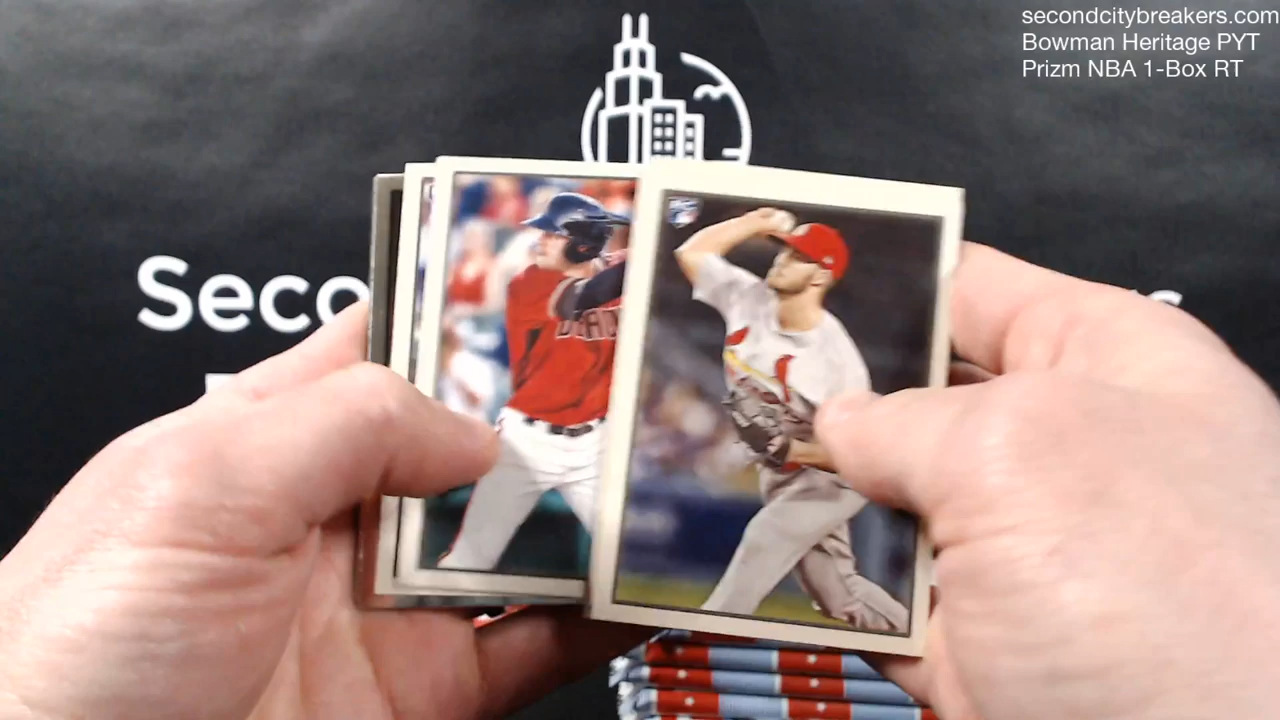 secondcitybreakers.com
Bowman Heritage PYT
Prizm NBA 1-Box RT
Seco